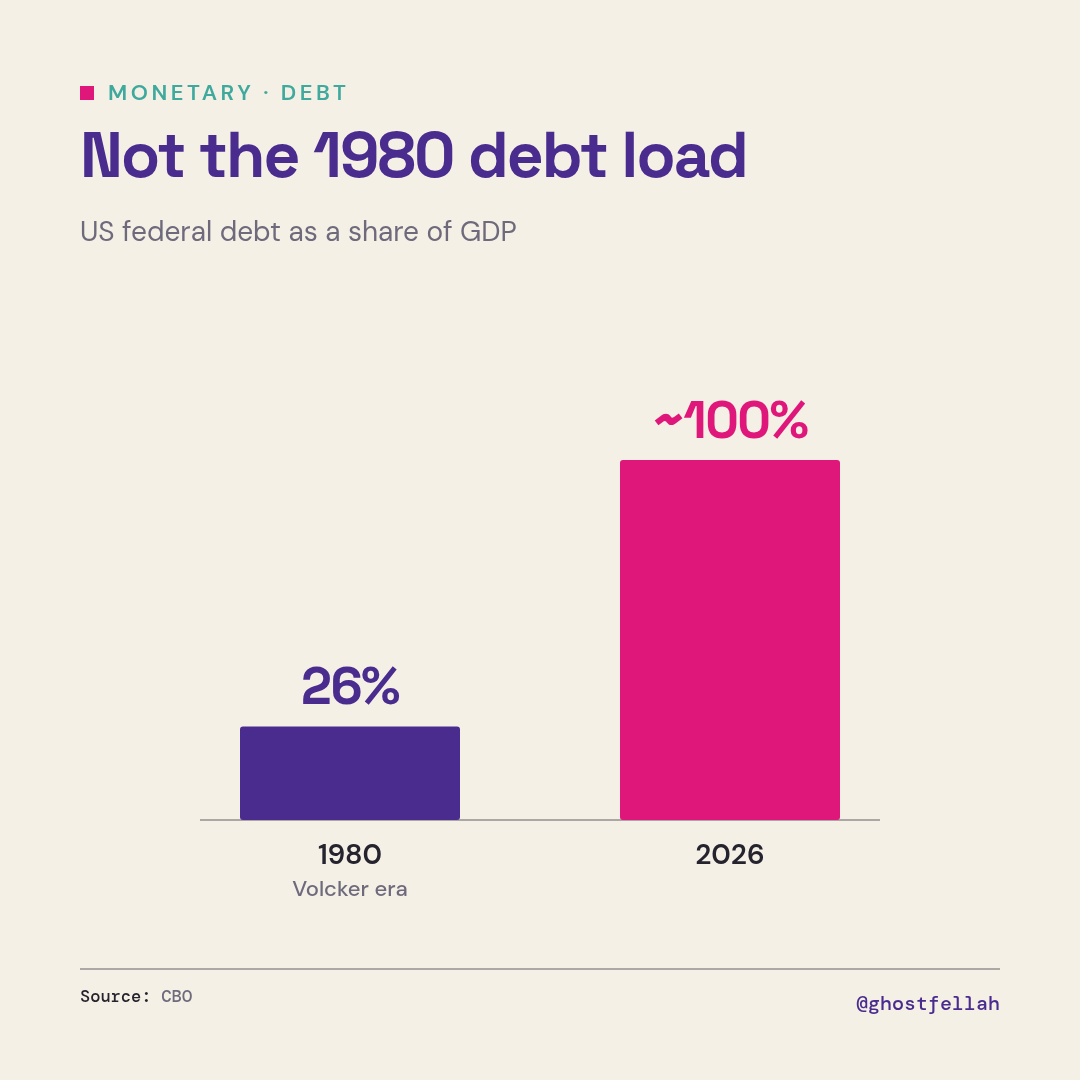 MONETARY · DEBT
Not the 1980 debt load
US federal debt as a share of GDP
~100%
26%
1980
2026
Volcker era
Source: CBO
@ghostfellah